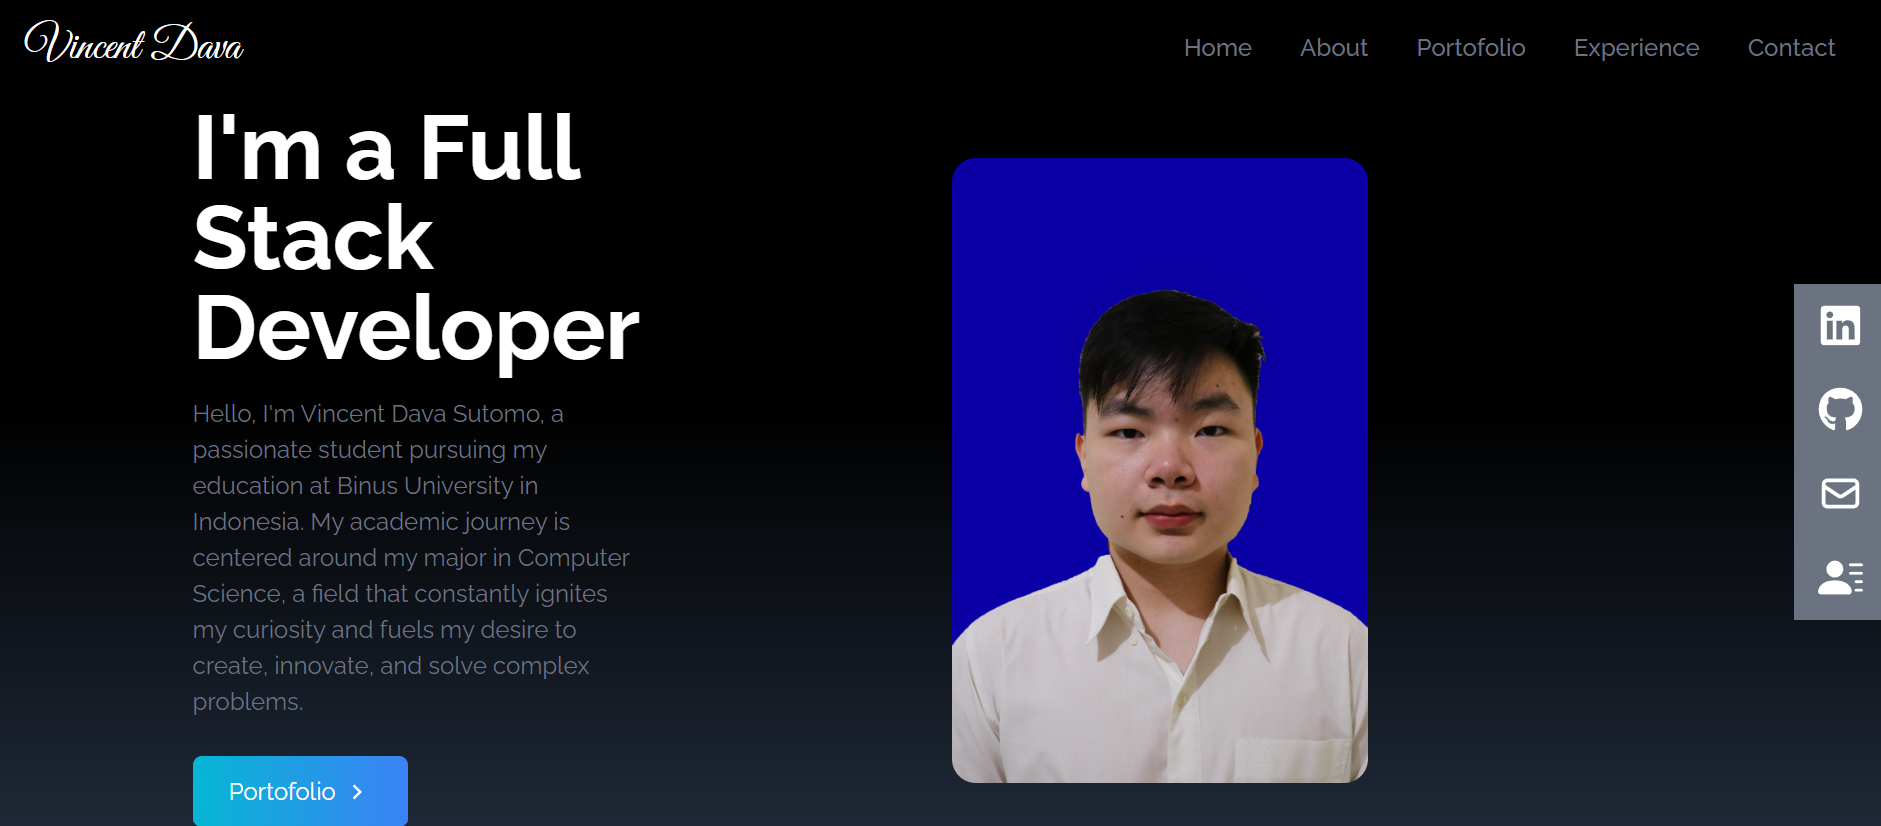 Vincent Dava
Home About Portofolio Experience Contact
I'm a Full
Stack
Developer
Hello, I'm Vincent Dava Sutomo, a
passionate student pursuing my
education at Binus University in
Indonesia. My academic journey is
centered around my major in Computer
Science, a field that constantly ignites
my curiosity and fuels my desire to
create, innovate, and solve complex
problems.
Portofolio
in